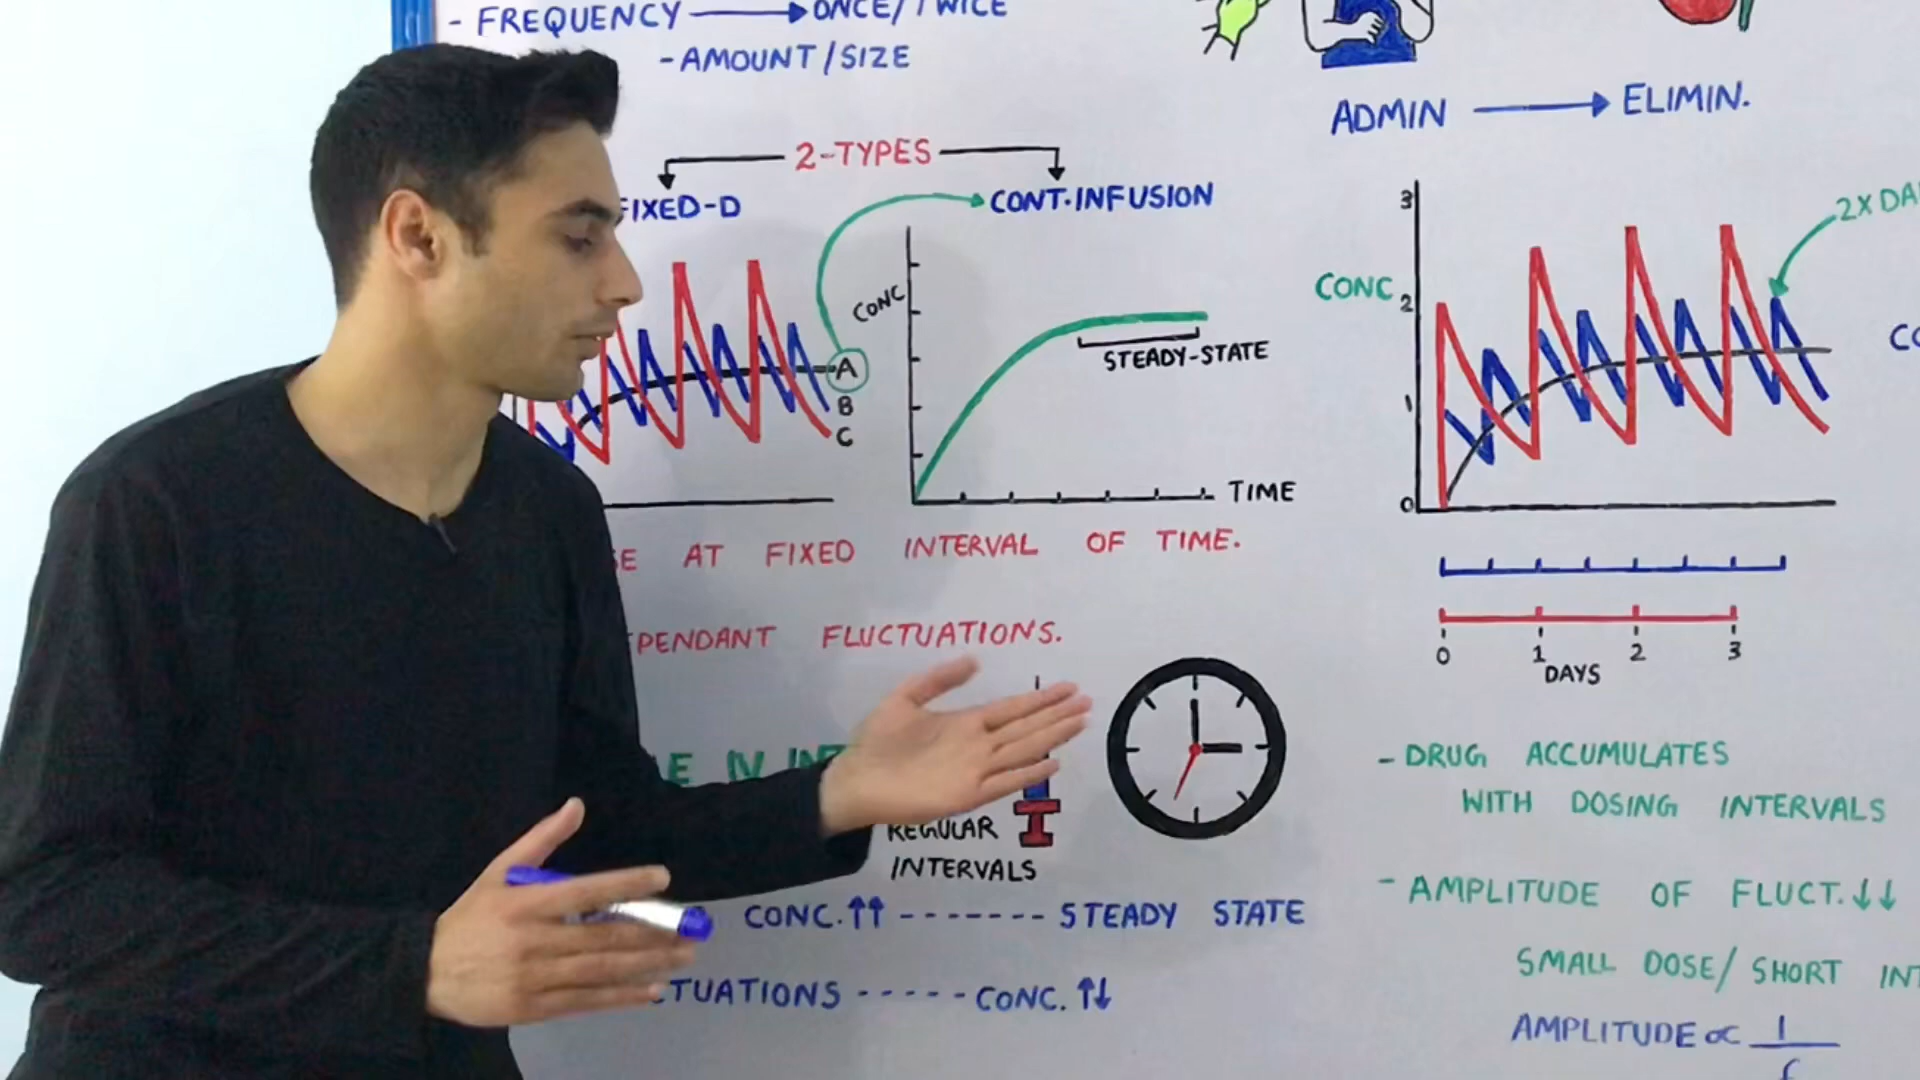 - FREQUENCY → ONCE/TWICE
- AMOUNT/SIZE
ADMIN → ELIMIN.
2-TYPES
FIXED-D
CONT.INFUSION
CONC
A
B
C
STEADY-STATE
TIME
AT FIXED INTERVAL OF TIME.
FLUCTUATIONS.
IV
REGULAR
INTERVALS
CONC.↑↑ ------- STEADY STATE
CONC. ↑↓
3
2
1
0
CONC
2X
0 1 2 3
DAYS
- DRUG ACCUMULATES
WITH DOSING INTERVALS
- AMPLITUDE OF FLUCT.↓↓
SMALL DOSE/ SHORT
AMPLITUDE ∝ 1